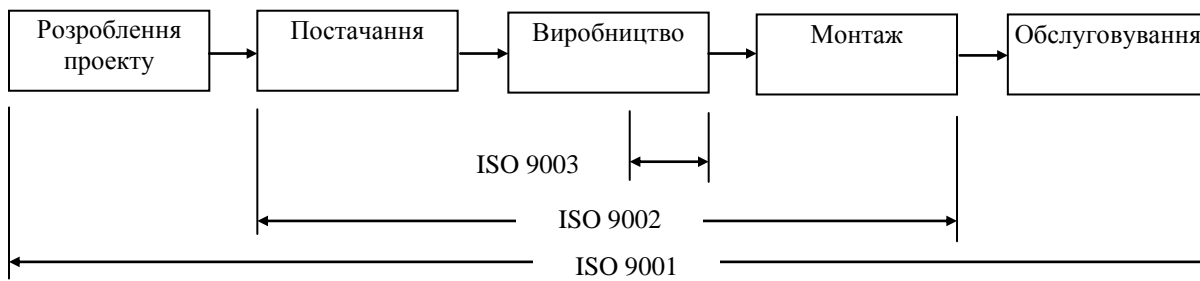 Розроблення
проекту
Постачання
Виробництво
Монтаж
Обслуговування
ISO 9003
ISO 9002
ISO 9001